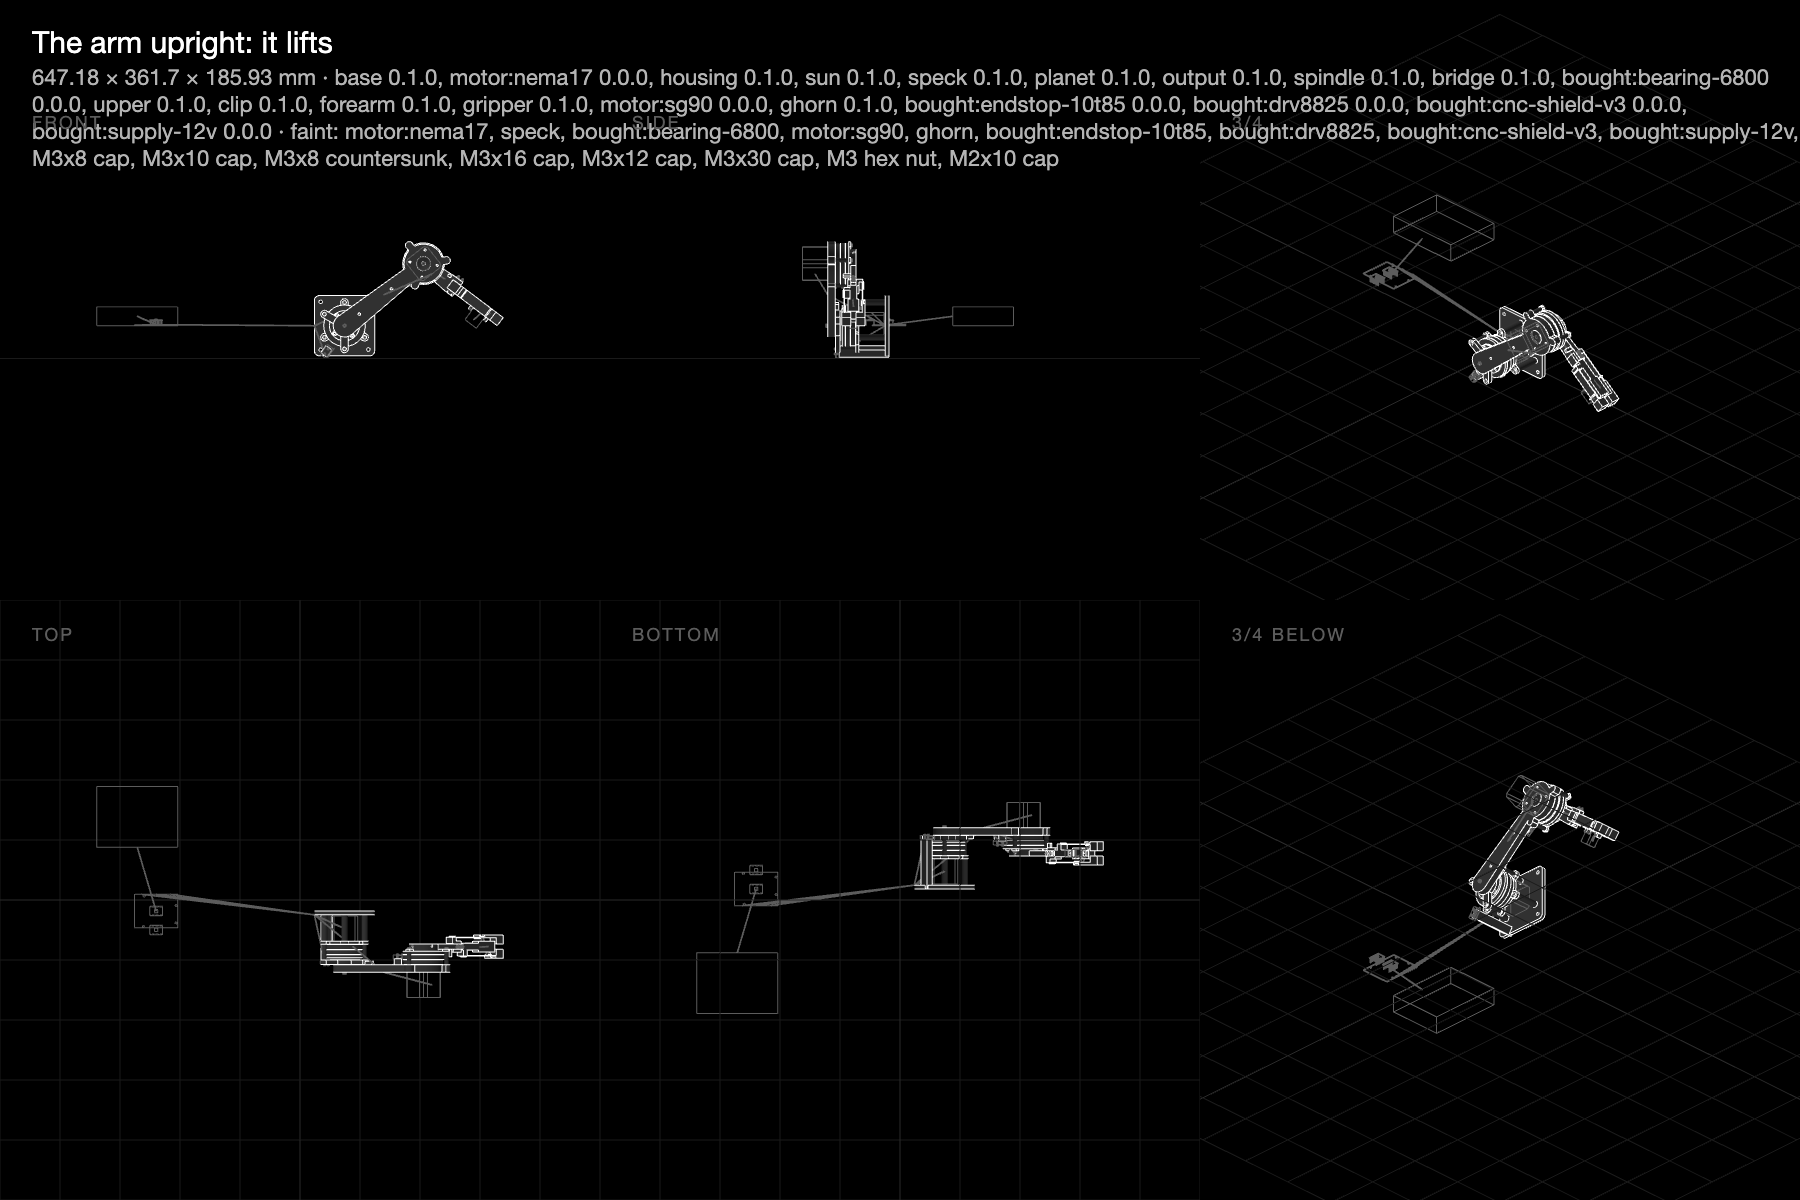 The arm upright: it lifts
647.18 × 361.7 × 185.93 mm · base 0.1.0, motor:nema17 0.0.0, housing 0.1.0, sun 0.1.0, speck 0.1.0, planet 0.1.0, output 0.1.0, spindle 0.1.0, bridge 0.1.0, bought:bearing-6800
0.0.0, upper 0.1.0, clip 0.1.0, forearm 0.1.0, gripper 0.1.0, motor:sg90 0.0.0, ghorn 0.1.0, bought:endstop-10t85 0.0.0, bought:drv8825 0.0.0, bought:cnc-shield-v3 0.0.0,
FRONT SIDE 3/4
bought:supply-12v 0.0.0 · faint: motor:nema17, speck, bought:bearing-6800, motor:sg90, ghorn, bought:endstop-10t85, bought:drv8825, bought:cnc-shield-v3, bought:supply-12v,
M3x8 cap, M3x10 cap, M3x8 countersunk, M3x16 cap, M3x12 cap, M3x30 cap, M3 hex nut, M2x10 cap
TOP BOTTOM 3/4 BELOW